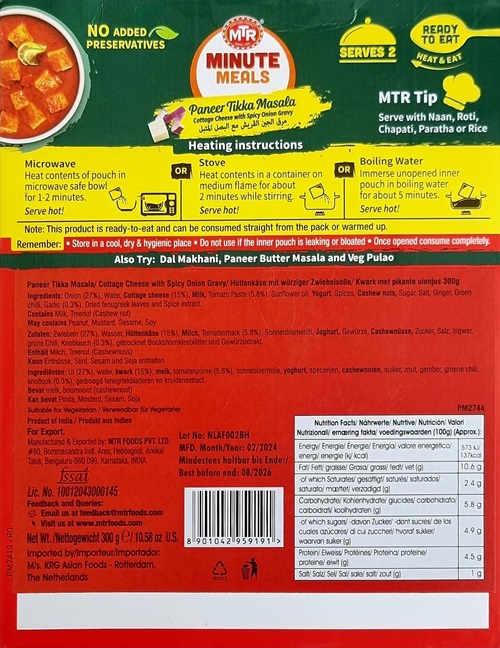 NO ADDED
PRESERVATIVES
MTR
MINUTE
MEALS
SERVES 2
READY
TO EAT
HEAT & EAT
Paneer Tikka Masala
Cottage Cheese with Spicy Onion Gravy
MTR Tip
Serve with Naan, Roti,
Chapati, Paratha or Rice
Heating instructions
Microwave
Heat contents of pouch in
microwave safe bowl
for 1-2 minutes.
Serve hot!
OR
Stove
Heat contents in a container on
medium flame for about
2 minutes while stirring.
Serve hot!
OR
Boiling Water
Immerse unopened inner
pouch in boiling water
for about 5 minutes.
Serve hot!
Note: This product is ready-to-eat and can be consumed straight from the pack or warmed up.
Remember: • Store in a cool, dry & hygienic place • Do not use if the inner pouch is leaking or bloated • Once opened consume completely.
Also Try: Dal Makhani, Paneer Butter Masala and Veg Pulao
Paneer Tikka Masala/ Cottage Cheese with Spicy Onion Gravy/ Hüttenkäse mit würziger Zwiebelsoße/ Kwark met pikante uienjus 300g
Ingredients: Onion (27%), Water, Cottage cheese (15%), Milk, Tomato Paste (5.8%), Sunflower oil, Yogurt, Spices, Cashew nuts, Sugar, Salt, Ginger, Green
chilli, Garlic (0.3%), Dried fenugreek leaves and Spice extract.
Contains Milk, Treenut (Cashew nut)
May contains Peanut, Mustard, Sesame, Soy
Zutaten: Zwiebeln (27%), Wasser, Hüttenkäse (15%), Milch, Tomatenmark (5.8%), Sonnenblumenöl, Joghurt, Gewürze, Cashewnüsse, Zucker, Salz, Ingwer,
grüne Chili, Knoblauch (0.3%), getrocknet Bockshornkleeblätter und Gewürzextrakt.
Enthält Milch, Treenut (Cashewnuss)
Kann Erdnüsse, Senf, Sesam und Soja enthalten
Ingrediënten: Ui (27%), water, kwark (15%), melk, tomatenpuree (5.8%), zonnebloemolie, yoghurt, specerijen, cashewnoten, suiker, zout, gember, groene chili,
knoflook (0.3%), gedroogd fenegriekbladeren en kruidenextract.
Bevat melk, boomnoot (cashewnoot)
Kan bevat Pinda, Mosterd, Sesam, Soja
Suitable for Vegetarian / Verwendbar für Vegetarier
Product of India / Produkt aus Indien
PM2744
For Export.
Manufactured & Exported by: MTR FOODS PVT. LTD.
#80, Bommasandra Indl. Area, Hebbagodi, Anekal
Taluk, Bengaluru-560 099, Karnataka, INDIA.
fssai
Lic. No. 10012043000145
Feedback and Queries:
Email us at feedback@mtrfoods.com
Visit us at www.mtrfoods.com
Net Wt./Nettogewicht 300 g ℮/ 10.58 oz U.S.
Imported by/Importeur/Importador:
M/s. KRG Asian Foods - Rotterdam,
The Netherlands
Lot No: NLAF002BH
MFD. Month/Year: 02/2024
Mindestens haltbar bis Ende:/
Best before end: 08/2026
8 901042 959191 >
Nutrition Facts/ Nährwerte/ Nutrition/ Valori
Nutrizionali/ ernæring fakta/ voedingswaarden (100g) (Approx.):
Energy/ Energie/ Energia/ valore energetico/
energi/ energie (kj/ kcal)
573 kJ/
137kcal
Fat/ Fett/ graisse/ Grasa/ grassi/ fedt/ vet (g)
10.6 g
-of which Saturates/ gesättigt/ saturés/ saturados/
saturato/ mættet/ verzadigd (g)
2.4 g
Carbohydrate/ Kohlenhydrate/ glucides/ carbohidrato/
carboidrati/ koolhydraten (g)
5.8 g
-of which sugars/ -davon Zucker/ -dont sucres/ de los
cuales azúcares/ di cui zuccheri/ hvoraf sukker/
waarvan suiker (g)
4.9 g
Protein/ Eiweiss/ Protéines/ Proteina/ proteine/
proteine/ eiwit (g)
4.5 g
Salt/ Salz/ Sel/ Sal/ sale/ salt/ zout (g)
1 g
PM2A19 - R0